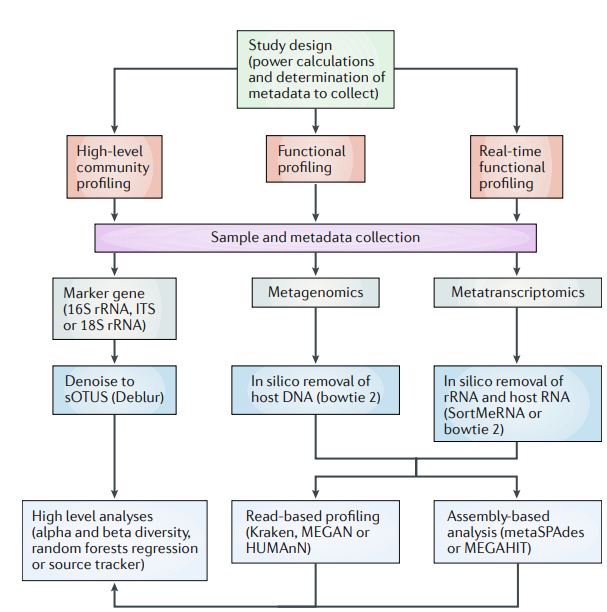 Study design
(power calculations
and determination of
metadata to collect)
High-level
community
profiling
Functional
profiling
Real-time
functional
profiling
Sample and metadata collection
Marker gene
(16S rRNA, ITS
or 18S rRNA)
Metagenomics
Metatranscriptomics
Denoise to
sOTUS (Deblur)
In silico removal of
host DNA (bowtie 2)
In silico removal of
rRNA and host RNA
(SortMeRNA or
bowtie 2)
High level analyses
(alpha and beta diversity,
random forests regression
or source tracker)
Read-based profiling
(Kraken, MEGAN or
HUMAnN)
Assembly-based
analysis (metaSPAdes
or MEGAHIT)